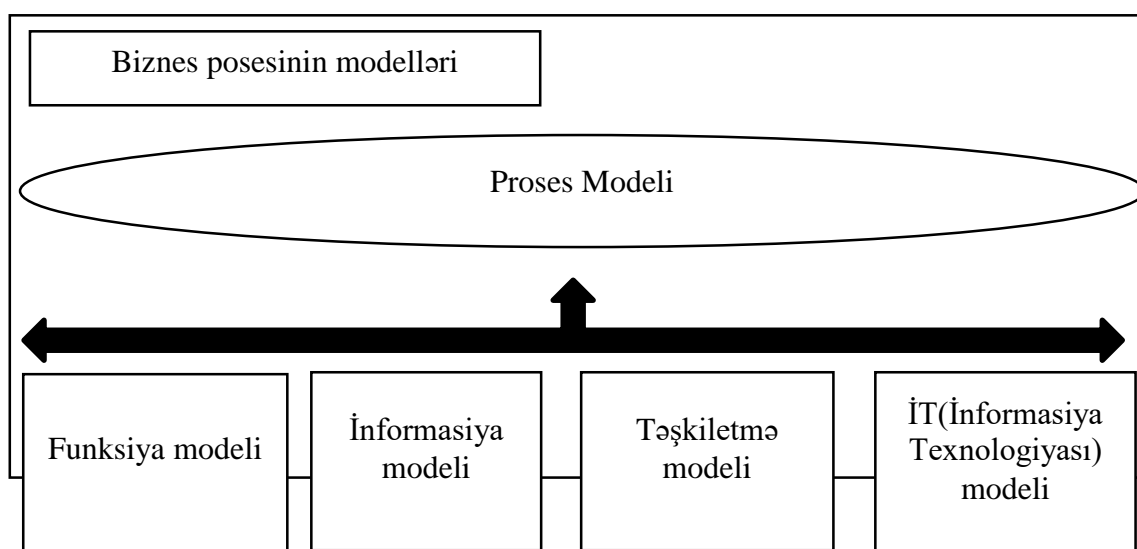 Biznes posesinin modelləri
Proses Modeli
Funksiya modeli
İnformasiya
modeli
Təşkiletmə
modeli
İT(İnformasiya
Texnologiyası)
modeli